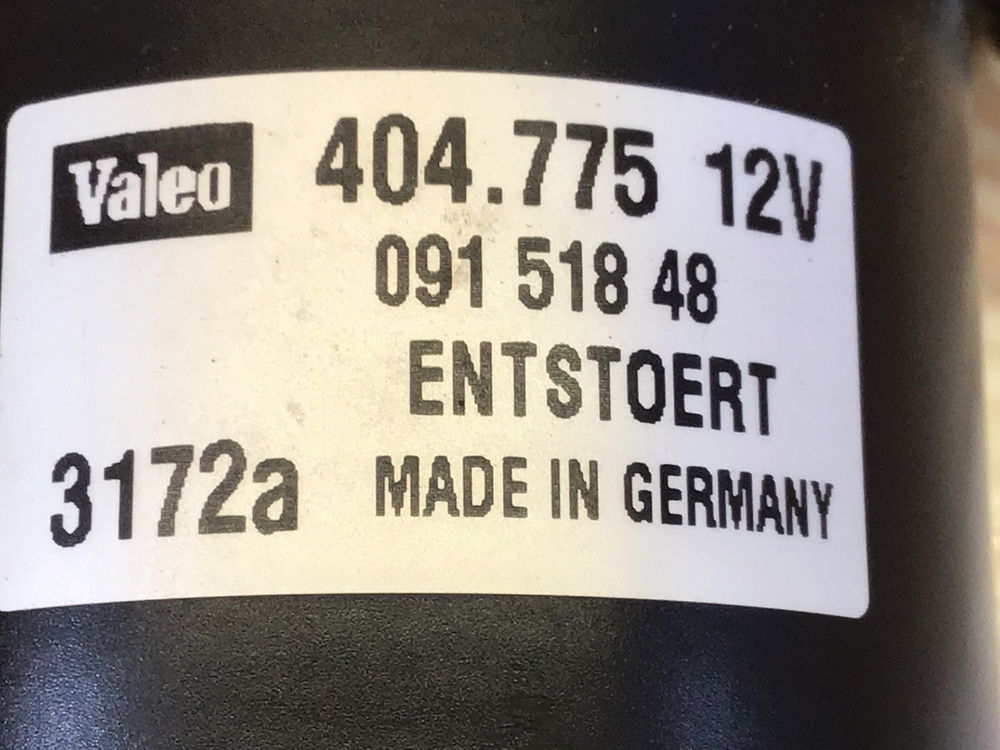 Valeo 404.775 12V
091 518 48
ENTSTOERT
3172a MADE IN GERMANY